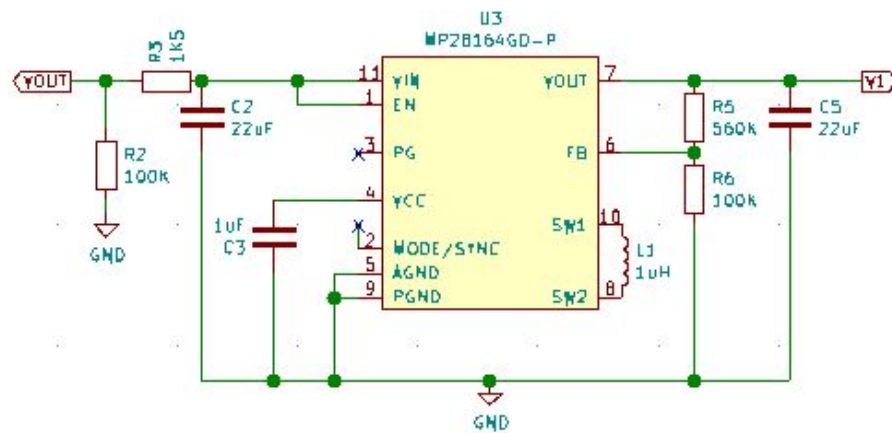 U3
MP28164GD-P
R3
1K5
VOUT
C2
22uF
R2
100K
GND
1uF
C3
11
VIN
1
EN
3
PG
4
VCC
2
MODE/SYNC
5
AGND
9
PGND
VOUT
7
FB
6
SW1
10
SW2
8
L1
1uH
R5
560K
R6
100K
C5
22uF
V1
GND